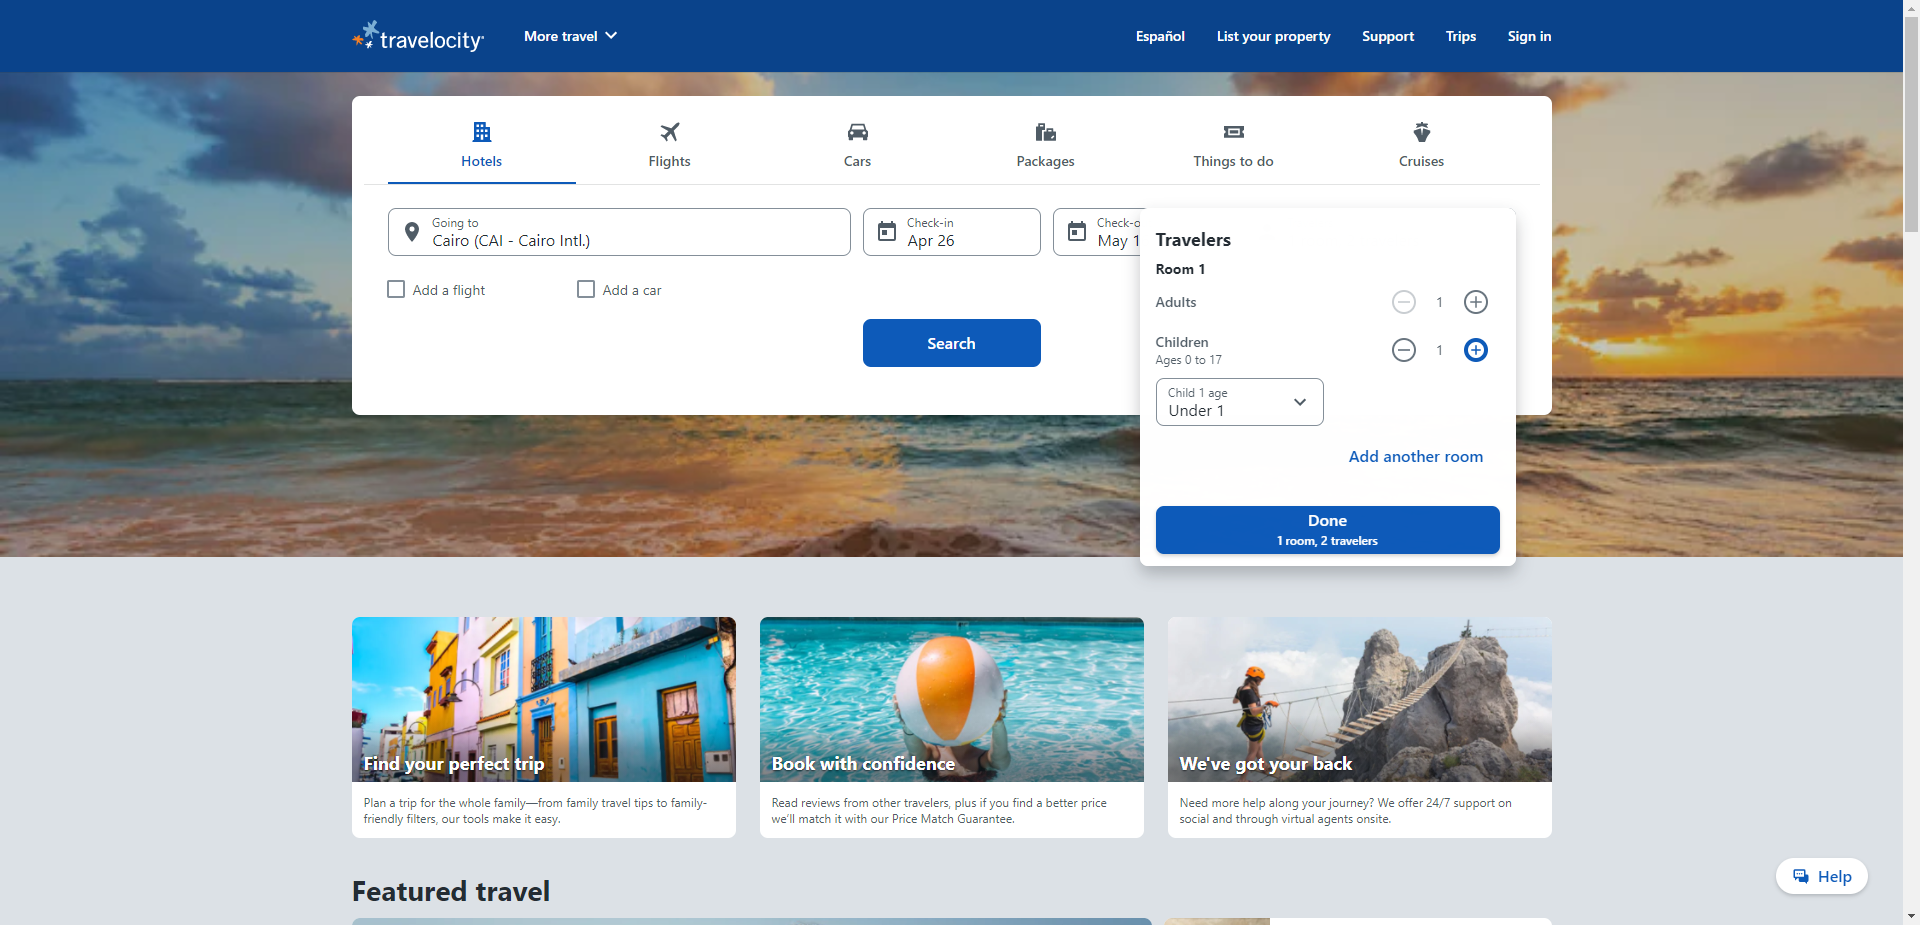 travelocity
More travel
Español
List your property
Support
Trips
Sign in
Hotels
Flights
Cars
Packages
Things to do
Cruises
Going to
Cairo (CAI - Cairo Intl.)
Check-in
Apr 26
Check-o
May 1
Add a flight
Add a car
Search
Travelers
Room 1
Adults
1
Children
Ages 0 to 17
1
Child 1 age
Under 1
Add another room
Done
1 room, 2 travelers
Find your perfect trip
Plan a trip for the whole family—from family travel tips to family-
friendly filters, our tools make it easy.
Book with confidence
Read reviews from other travelers, plus if you find a better price
we'll match it with our Price Match Guarantee.
We've got your back
Need more help along your journey? We offer 24/7 support on
social and through virtual agents onsite.
Featured travel
Help